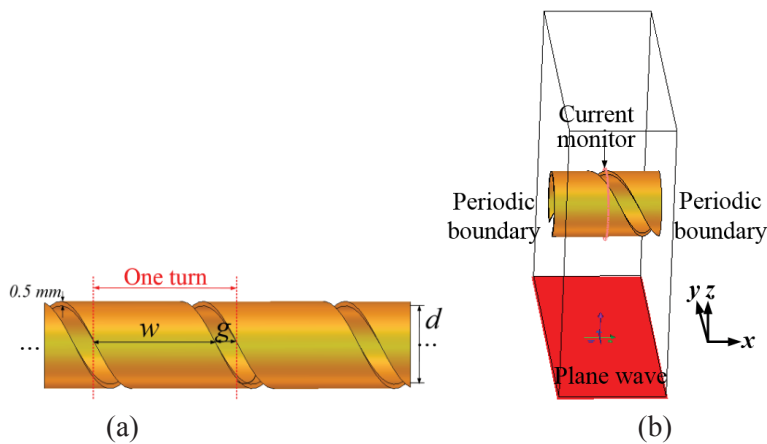 One turn
0.5 mm
w
g
d
...
...
(a)
Current
monitor
Periodic
boundary
Periodic
boundary
y z
x
Plane wave
(b)